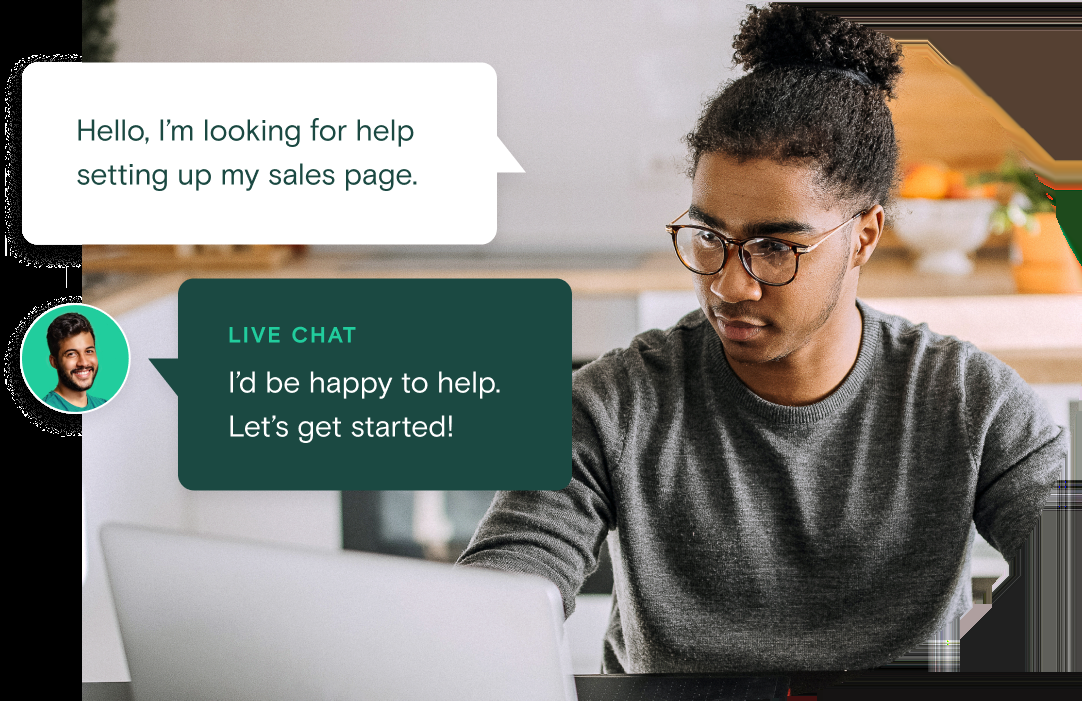 Hello, I’m looking for help
setting up my sales page.
LIVE CHAT
I’d be happy to help.
Let’s get started!